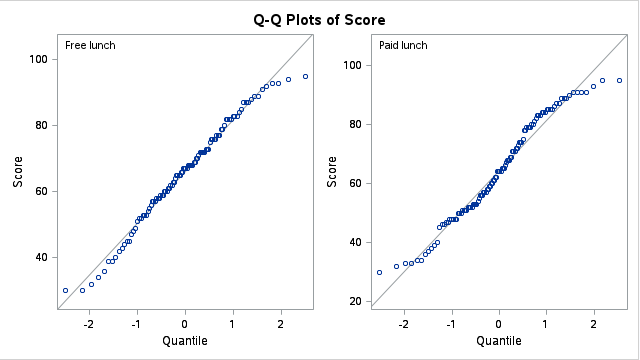 Q-Q Plots of Score
Free lunch
Score
100
80
60
40
-2 -1 0 1 2
Quantile
Paid lunch
Score
100
80
60
40
20
-2 -1 0 1 2
Quantile